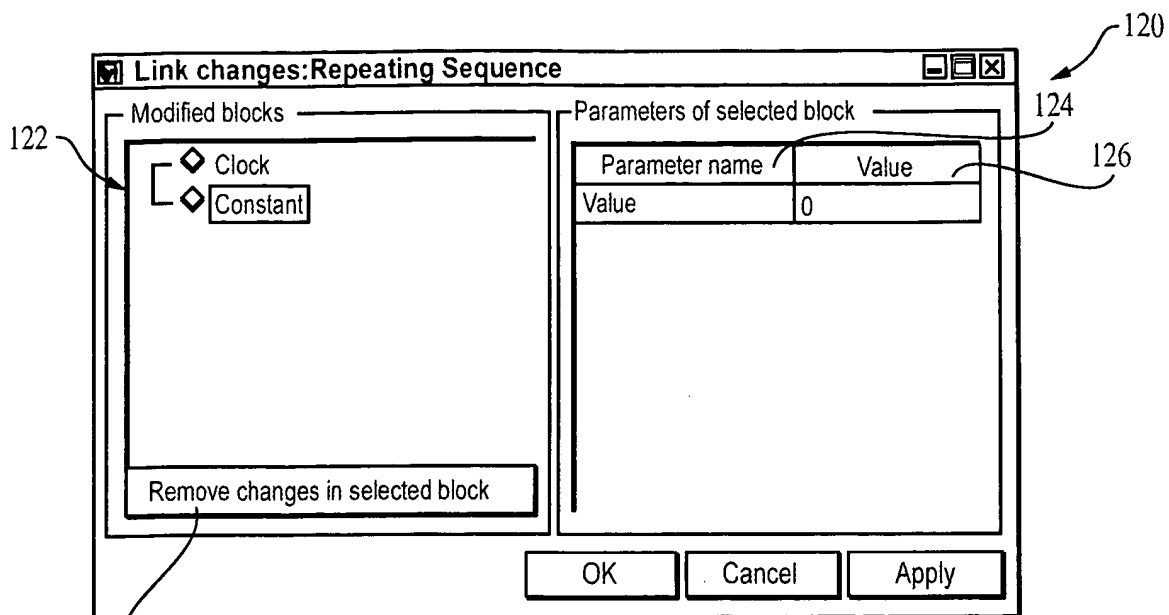 120
Link changes:Repeating Sequence
Modified blocks
Parameters of selected block
124
122
Clock
Constant
Parameter name
Value
126
Value
0
Remove changes in selected block
OK
Cancel
Apply